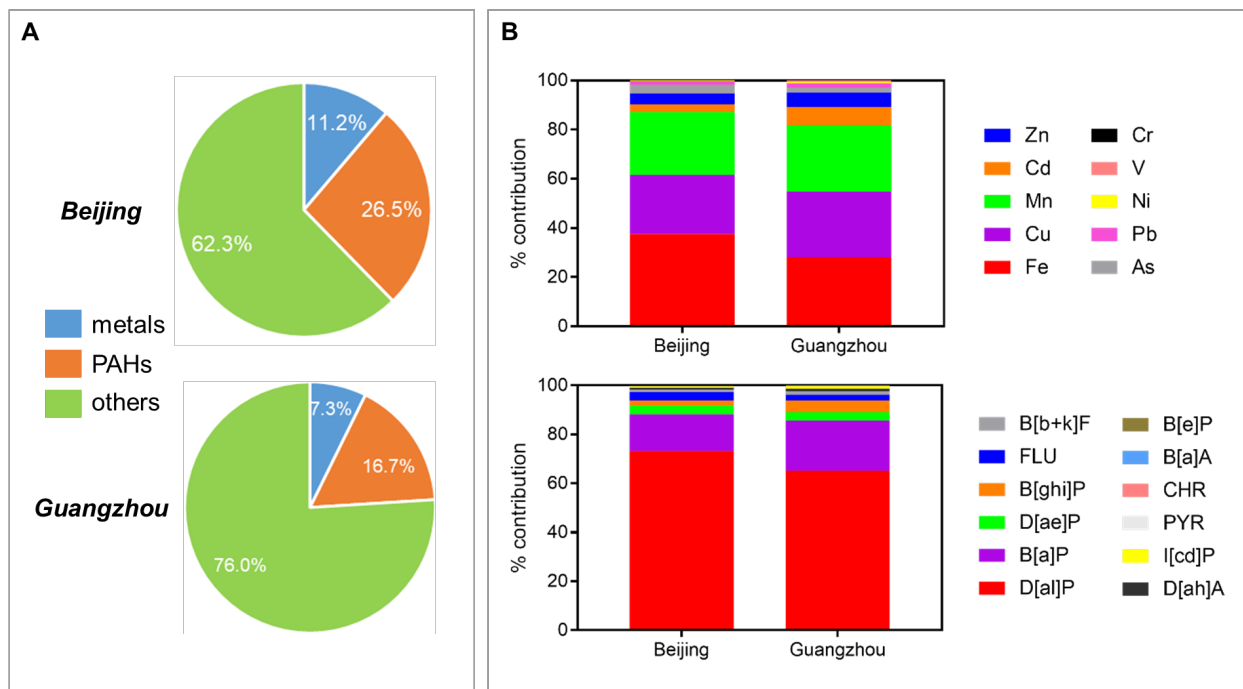 A
11.2%
26.5%
62.3%
Beijing
metals
PAHs
others
7.3%
16.7%
76.0%
Guangzhou
B
100
80
60
40
20
0
% contribution
Beijing Guangzhou
Zn Cr
Cd V
Mn Ni
Cu Pb
Fe As
100
80
60
40
20
0
% contribution
Beijing Guangzhou
B[b+k]F B[e]P
FLU B[a]A
B[ghi]P CHR
D[ae]P PYR
B[a]P I[cd]P
D[al]P D[ah]A